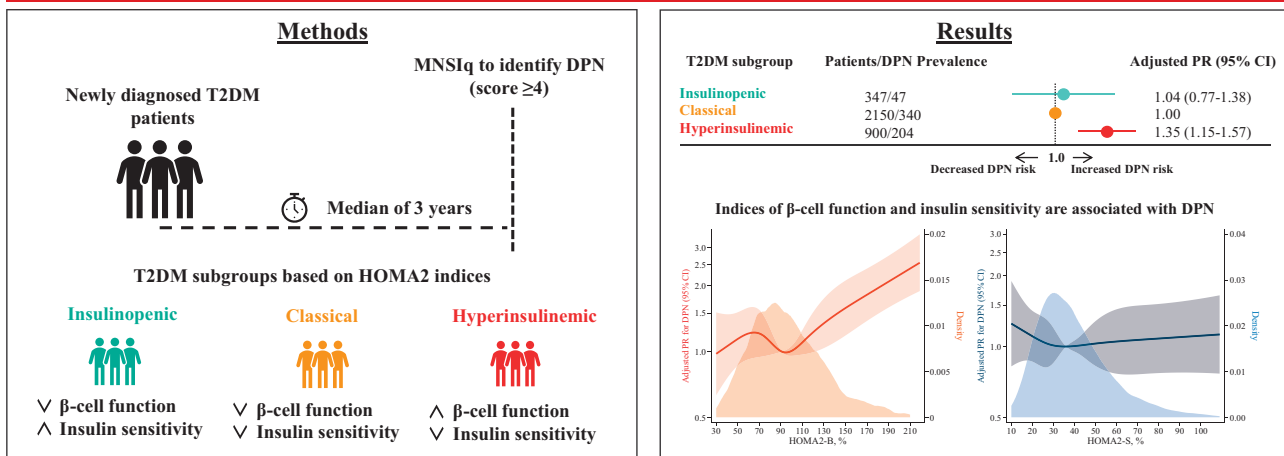 Methods
MNSIq to identify DPN
(score ≥4)
Newly diagnosed T2DM
patients
Median of 3 years
T2DM subgroups based on HOMA2 indices
Insulinopenic
Classical
Hyperinsulinemic
β-cell function
Insulin sensitivity
β-cell function
Insulin sensitivity
β-cell function
Insulin sensitivity
Results
T2DM subgroup Patients/DPN Prevalence Adjusted PR (95% CI)
Insulinopenic 347/47 1.04 (0.77-1.38)
Classical 2150/340 1.00
Hyperinsulinemic 900/204 1.35 (1.15-1.57)
1.0
Decreased DPN risk Increased DPN risk
Indices of β-cell function and insulin sensitivity are associated with DPN
Adjusted PR for DPN (95% CI)
3.0
2.5
2.0
1.5
1.0
0.5
30 50 70 90 110 130 150 170 190 210
HOMA2-B, %
0.02
0.015
0.010
0.005
0
Density
Adjusted PR for DPN (95% CI)
3.0
2.5
2.0
1.5
1.0
0.5
10 20 30 40 50 60 70 80 90 100
HOMA2-S, %
0.04
0.03
0.02
0.01
0.00
Density